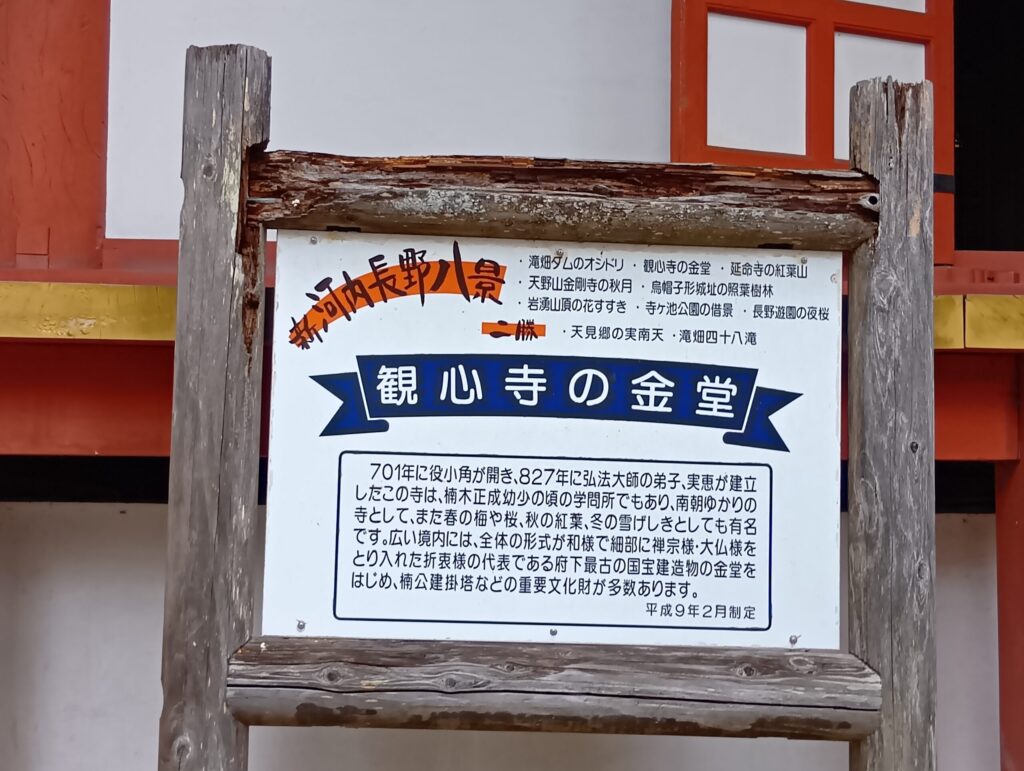 新河内長野八景
・滝畑ダムのオシドリ ・観心寺の金堂 ・延命寺の紅葉山
・天野山金剛寺の秋月 ・烏帽子形城址の照葉樹林
・岩湧山頂の花すすき ・寺ヶ池公園の借景 ・長野遊園の夜桜
二勝 ・天見郷の実南天 ・滝畑四十八滝
観心寺の金堂
701年に役小角が開き、827年に弘法大師の弟子、実恵が建立
したこの寺は、楠木正成幼少の頃の学問所でもあり、南朝ゆかりの
寺として、また春の梅や桜、秋の紅葉、冬の雪げしきとしても有名
です。広い境内には、全体の形式が和様で細部に禅宗様・大仏様を
とり入れた折衷様の代表である府下最古の国宝建造物の金堂を
はじめ、楠公建掛塔などの重要文化財が多数あります。
平成9年2月制定